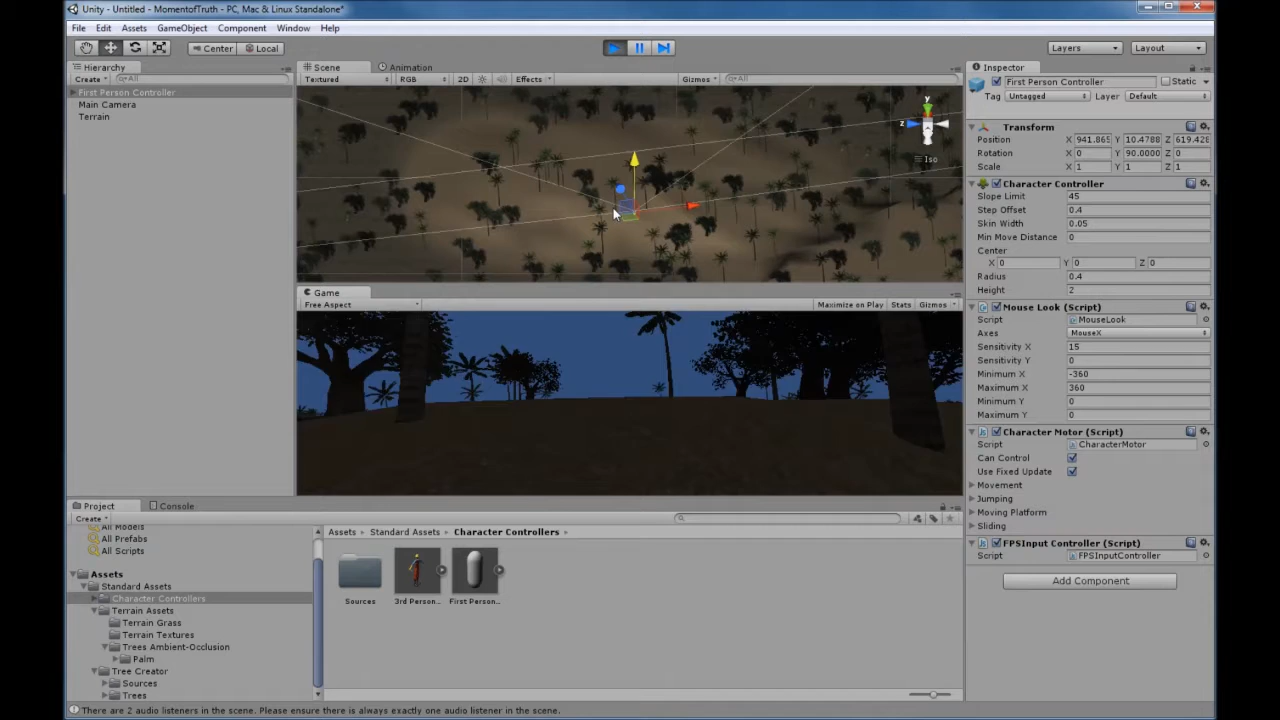 Unity - Untitled - MomentofTruth - PC, Mac & Linux Standalone*
File Edit Assets GameObject Component Window Help
Center Local Layers Layout
Hierarchy
Create All
First Person Controller
Main Camera
Terrain
Scene Animation
Textured RGB 2D Effects Gizmos All
y
z
Iso
Game
Free Aspect Maximize on Play Stats Gizmos
Inspector
First Person Controller Static
Tag Untagged Layer Default
Transform
Position X 941.865 Y 10.4788 Z 619.428
Rotation X 0 Y 90.0000 Z 0
Scale X 1 Y 1 Z 1
Character Controller
Slope Limit 45
Step Offset 0.4
Skin Width 0.05
Min Move Distance 0
Center
X 0 Y 0 Z 0
Radius 0.4
Height 2
Mouse Look (Script)
Script MouseLook
Axes MouseX
Sensitivity X 15
Sensitivity Y 0
Minimum X -360
Maximum X 360
Minimum Y 0
Maximum Y 0
Character Motor (Script)
Script CharacterMotor
Can Control
Use Fixed Update
Movement
Jumping
Moving Platform
Sliding
FPSInput Controller (Script)
Script FPSInputController
Add Component
Project Console
Create
All Models
All Prefabs
All Scripts
Assets
Standard Assets
Character Controllers
Terrain Assets
Terrain Grass
Terrain Textures
Trees Ambient-Occlusion
Palm
Tree Creator
Sources
Trees
Assets Standard Assets Character Controllers
Sources 3rd Person... First Person...
There are 2 audio listeners in the scene. Please ensure there is always exactly one audio listener in the scene.